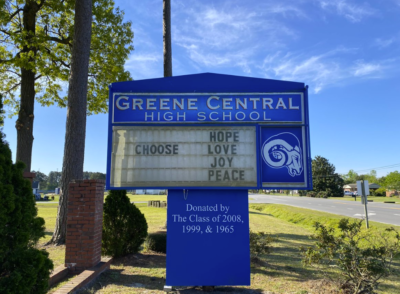 GREENE CENTRAL
HIGH SCHOOL
HOPE
CHOOSE LOVE
JOY
PEACE
Donated by
The Class of 2008,
1999, & 1965